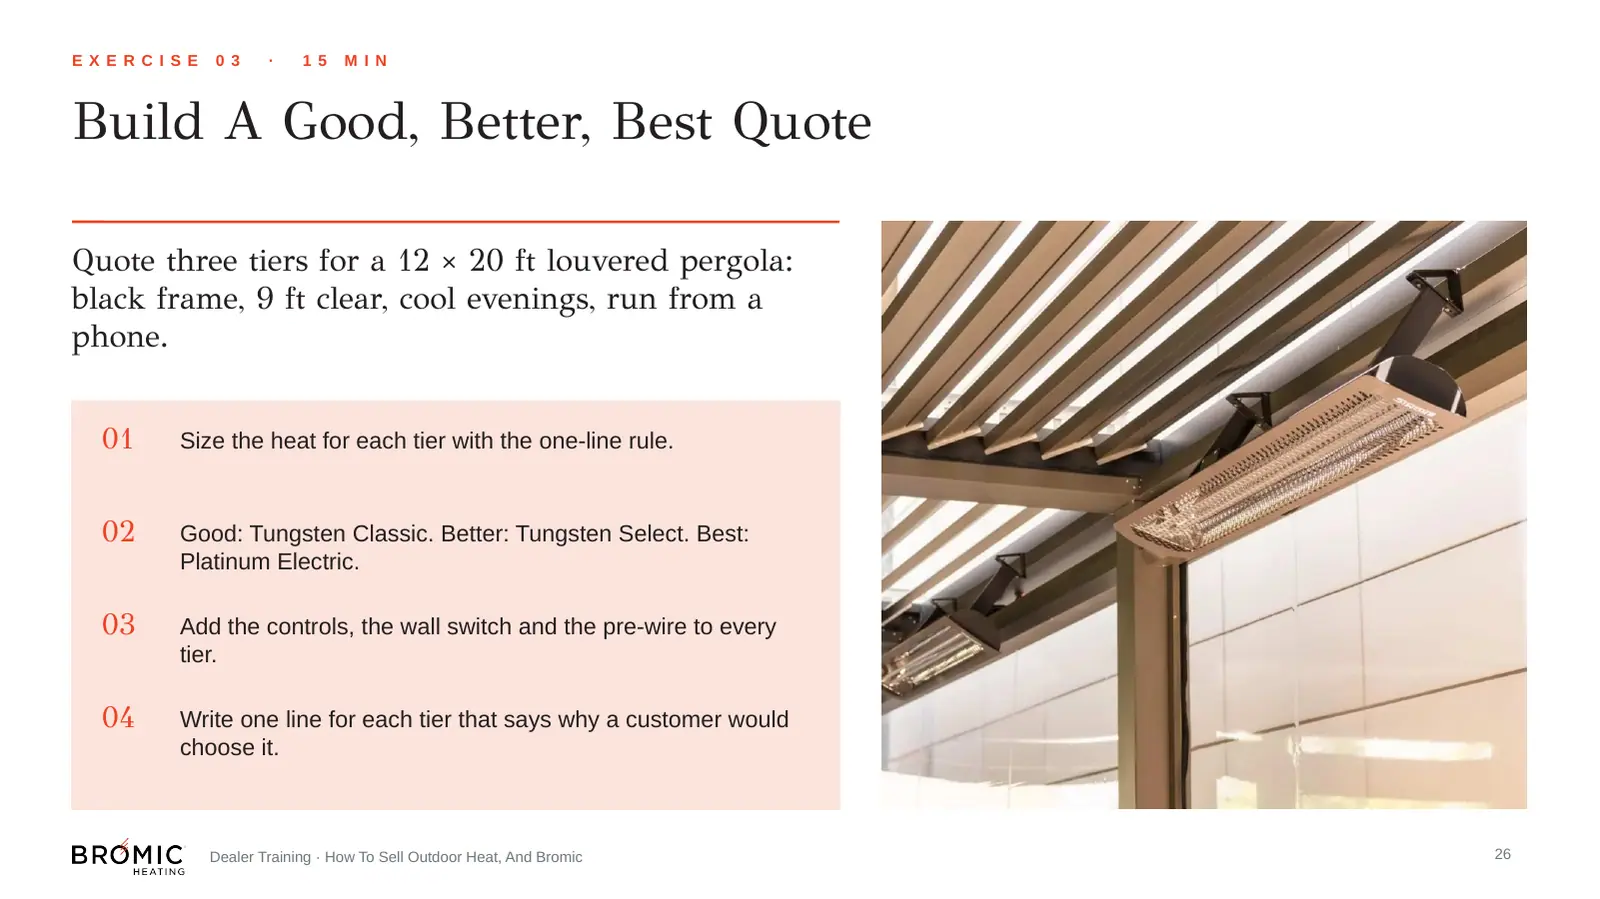 EXERCISE 03 · 15 MIN
Build A Good, Better, Best Quote
Quote three tiers for a 12 × 20 ft louvered pergola:
black frame, 9 ft clear, cool evenings, run from a
phone.
01 Size the heat for each tier with the one-line rule.
02 Good: Tungsten Classic. Better: Tungsten Select. Best:
Platinum Electric.
03 Add the controls, the wall switch and the pre-wire to every
tier.
04 Write one line for each tier that says why a customer would
choose it.
BROMIC
HEATING
Dealer Training · How To Sell Outdoor Heat, And Bromic
26